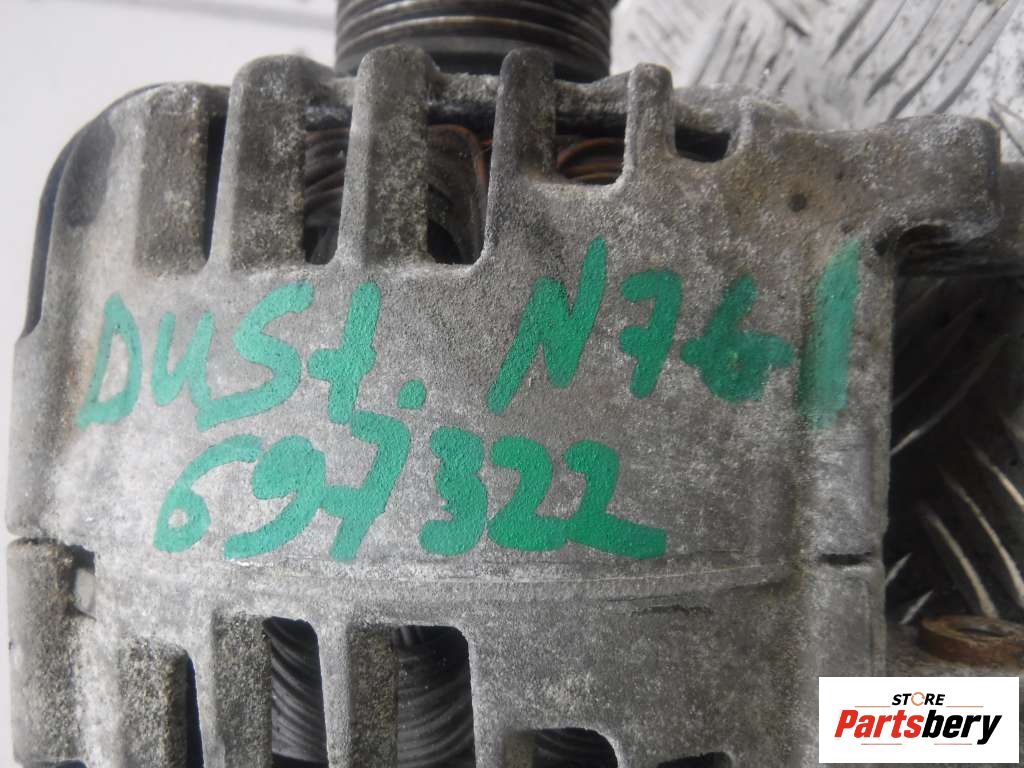 DUSt. N761
697322
STORE
Partsbery